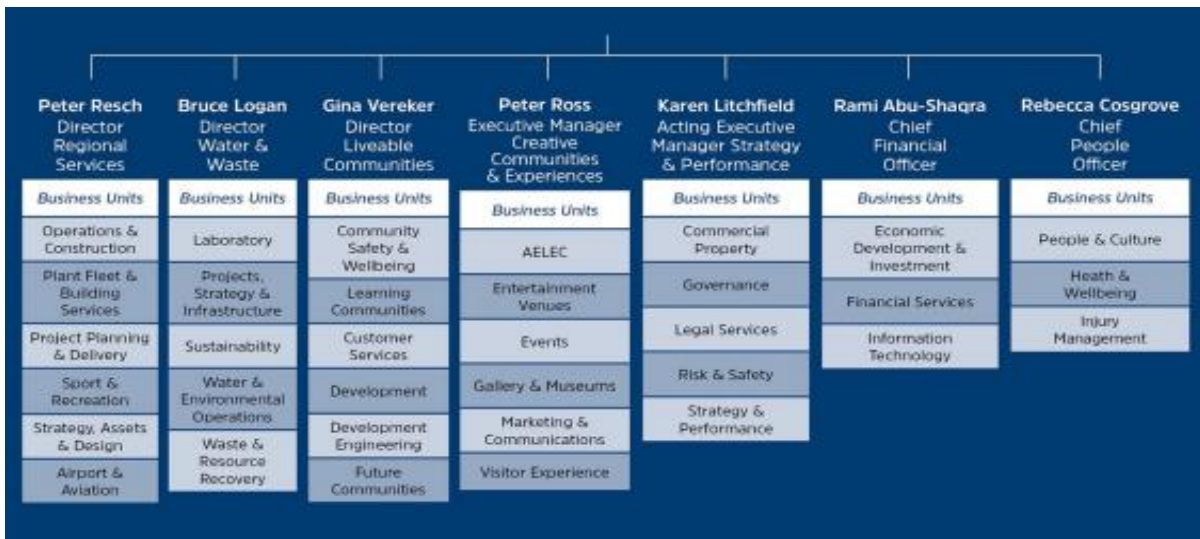 Peter Resch
Director
Regional
Services
Business Units
Operations &
Construction
Plant Fleet &
Building
Services
Project Planning
& Delivery
Sport &
Recreation
Strategy, Assets
& Design
Airport &
Aviation
Bruce Logan
Director
Water &
Waste
Business Units
Laboratory
Projects,
Strategy &
Infrastructure
Sustainability
Water &
Environmental
Operations
Waste &
Resource
Recovery
Gina Vereker
Director
Liveable
Communities
Business Units
Community
Safety &
Wellbeing
Learning
Communities
Customer
Services
Development
Development
Engineering
Future
Communities
Peter Ross
Executive Manager
Creative
Communities
& Experiences
Business Units
AELEC
Entertainment
Venues
Events
Gallery & Museums
Marketing &
Communications
Visitor Experience
Karen Litchfield
Acting Executive
Manager Strategy
& Performance
Business Units
Commercial
Property
Governance
Legal Services
Risk & Safety
Strategy &
Performance
Rami Abu-Shaqra
Chief
Financial
Officer
Business Units
Economic
Development &
Investment
Financial Services
Information
Technology
Rebecca Cosgrove
Chief
People
Officer
Business Units
People & Culture
Heath &
Wellbeing
Injury
Management